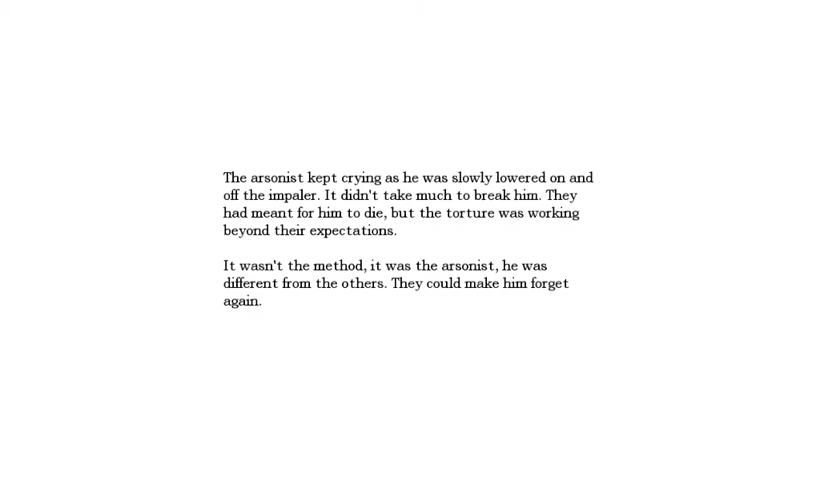 The arsonist kept crying as he was slowly lowered on and
off the impaler. It didn't take much to break him. They
had meant for him to die, but the torture was working
beyond their expectations.
It wasn't the method, it was the arsonist, he was
different from the others. They could make him forget
again.